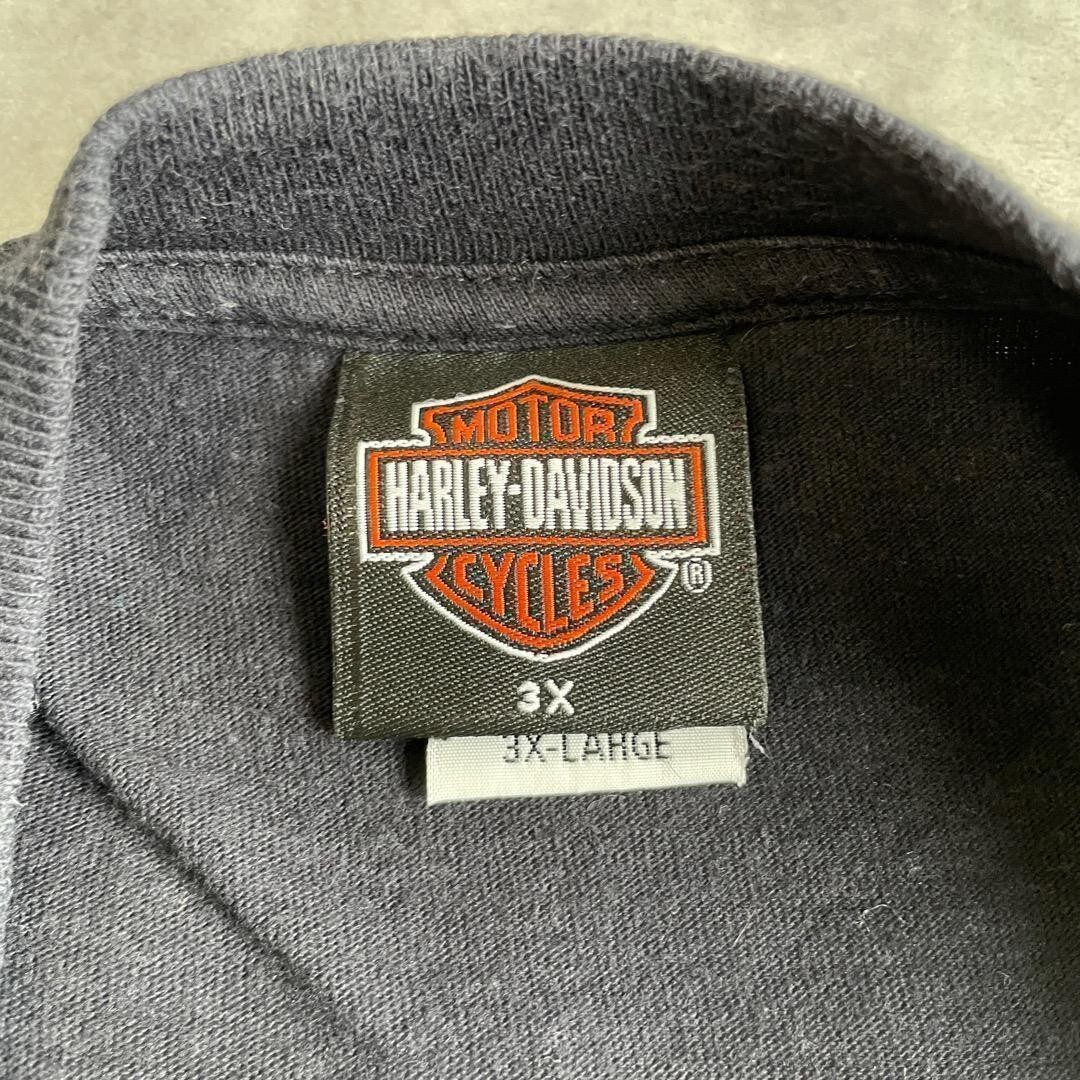 MOTOR
HARLEY-DAVIDSON
CYCLES
®
3X
3X-LARGE